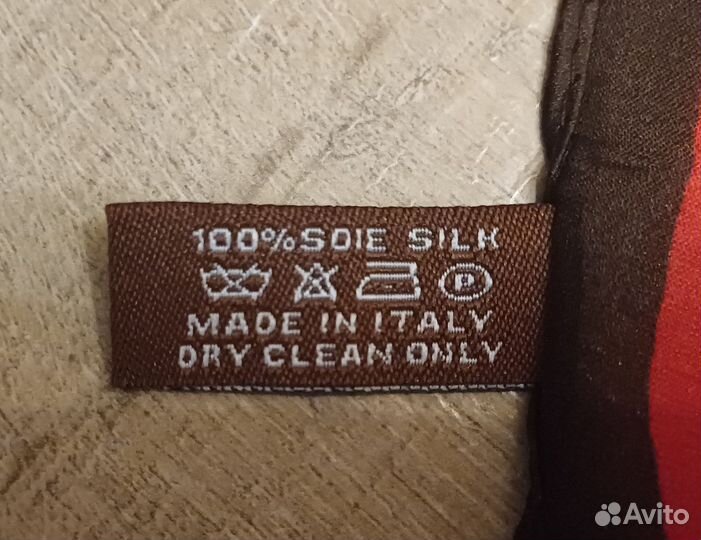 100% SOIE SILK
P
MADE IN ITALY
DRY CLEAN ONLY
Avito